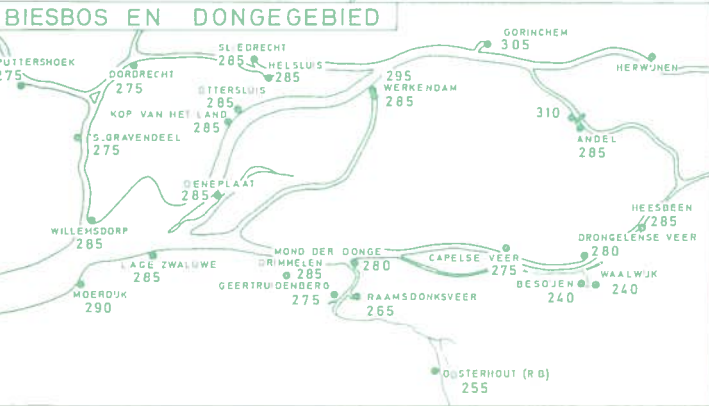 BIESBOS EN DONGEGEBIED
GORINCHEM
305
SLIEDRECHT
285
HELSLUIS
285
PUTTERSHOEK
275
DORDRECHT
275
295
WERKENDAM
285
HERWIJNEN
OTTERSLUIS
285
KOP VAN HET LAND
285
310
ANDEL
285
'S.GRAVENDEEL
275
DENEPLAAT
285
HEESBEEN
285
WILLEMSDORP
285
DRONGELENSE VEER
280
MOND DER DONGE
280
CAPELSE VEER
275
LAGE ZWALUWE
285
DRIMMELEN
285
WAALWIJK
240
BESOIJEN
240
MOERDIJK
290
GEERTRUIDENBERG
275
RAAMSDONKSVEER
265
OOSTERHOUT (R B)
255